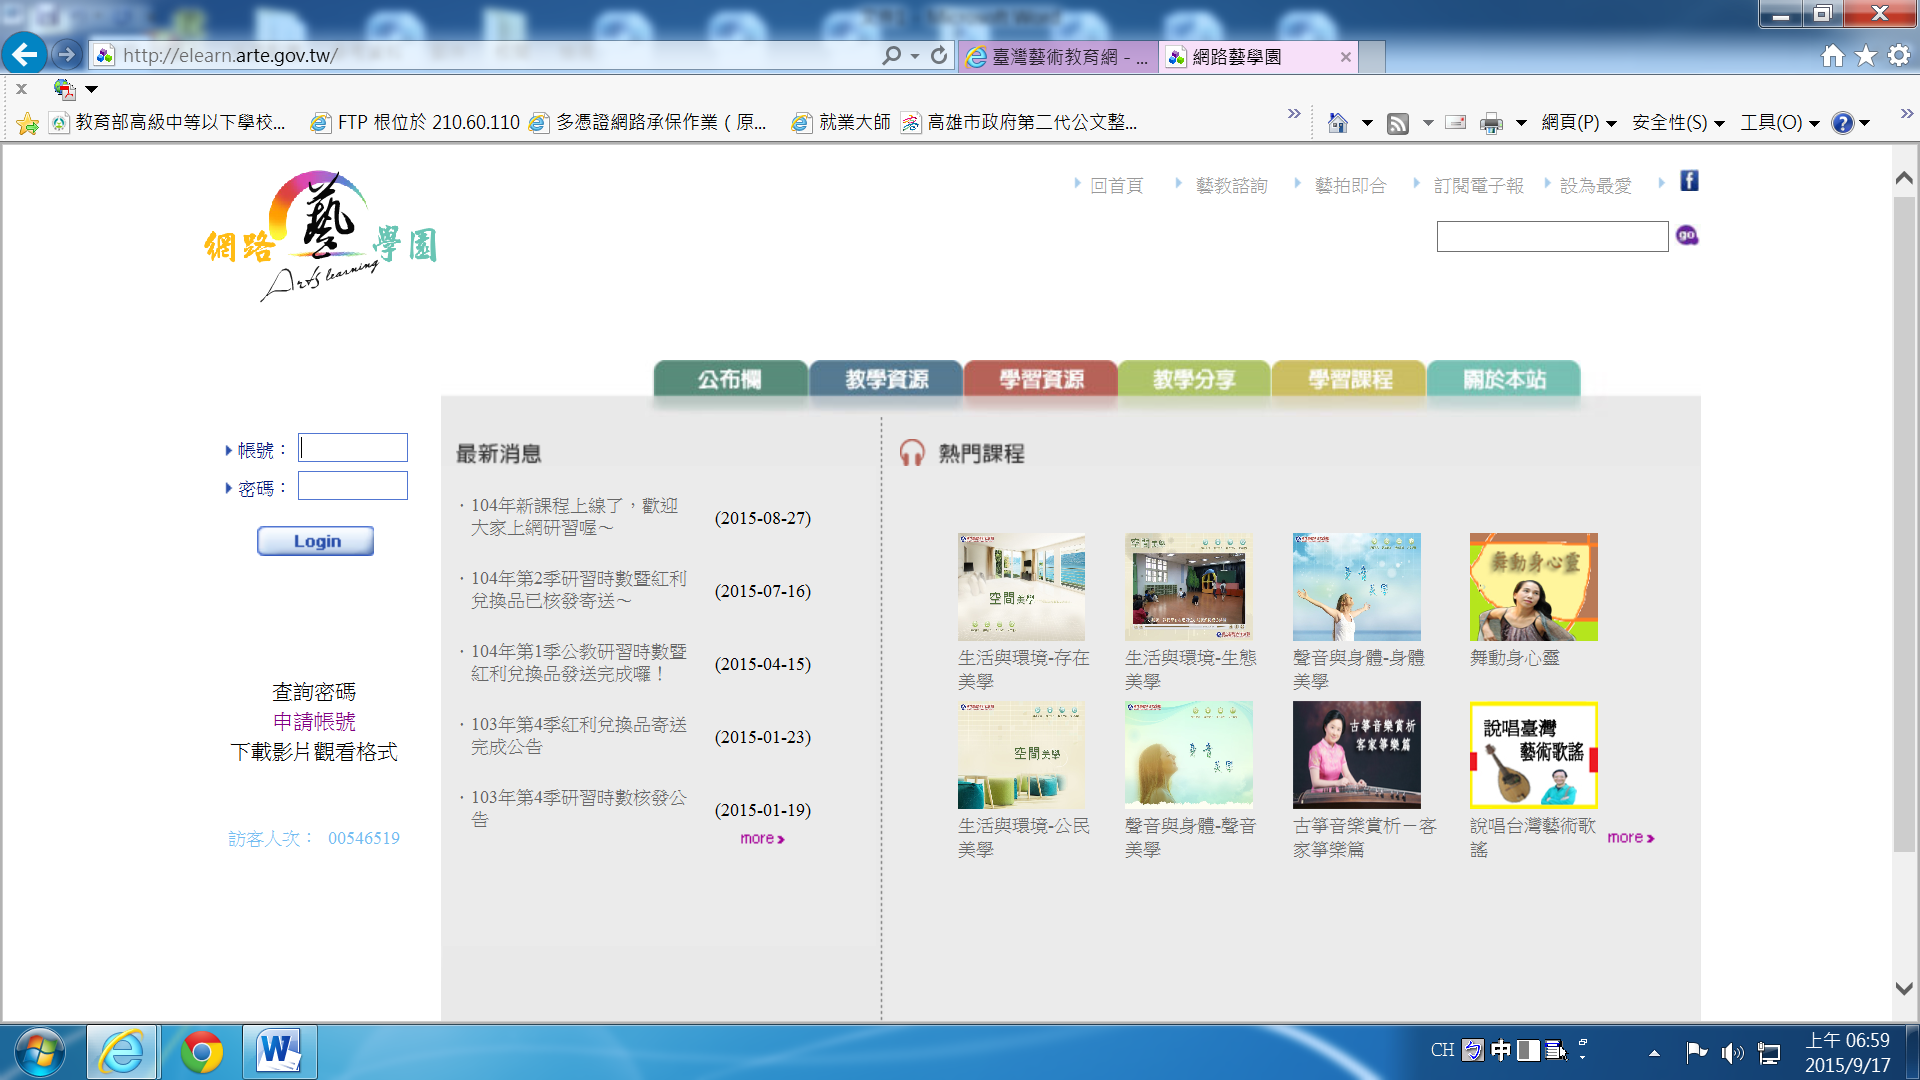 http://elearn.arte.gov.tw/
臺灣藝術教育網 - ...
網路藝學園
教育部高級中等以下學校...
FTP 根位於 210.60.110
多憑證網路承保作業 ( 原...
就業大師
高雄市政府第二代公文整...
網頁(P)
安全性(S)
工具(O)
網路藝學園
Arts learning
回首頁
藝教諮詢
藝拍即合
訂閱電子報
設為最愛
go
公布欄
教學資源
學習資源
教學分享
學習課程
關於本站
帳號：
密碼：
Login
查詢密碼
申請帳號
下載影片觀看格式
訪客人次： 00546519
最新消息
104年新課程上線了，歡迎
大家上網研習喔～
(2015-08-27)
104年第2季研習時數暨紅利
兌換品已核發寄送～
(2015-07-16)
104年第1季公教研習時數暨
紅利兌換品發送完成囉！
(2015-04-15)
103年第4季紅利兌換品寄送
完成公告
(2015-01-23)
103年第4季研習時數核發公
告
(2015-01-19)
more
熱門課程
空間美學
生活與環境-存在
美學
空間美學
生活與環境-生態
美學
聲音與身體-身體
美學
舞動身心靈
舞動身心靈
空間美學
生活與環境-公民
美學
聲音與身體-聲音
美學
古箏音樂賞析
客家箏樂篇
古箏音樂賞析－客
家箏樂篇
說唱臺灣
藝術歌謠
說唱台灣藝術歌
謠
more
CH
中
上午 06:59
2015/9/17